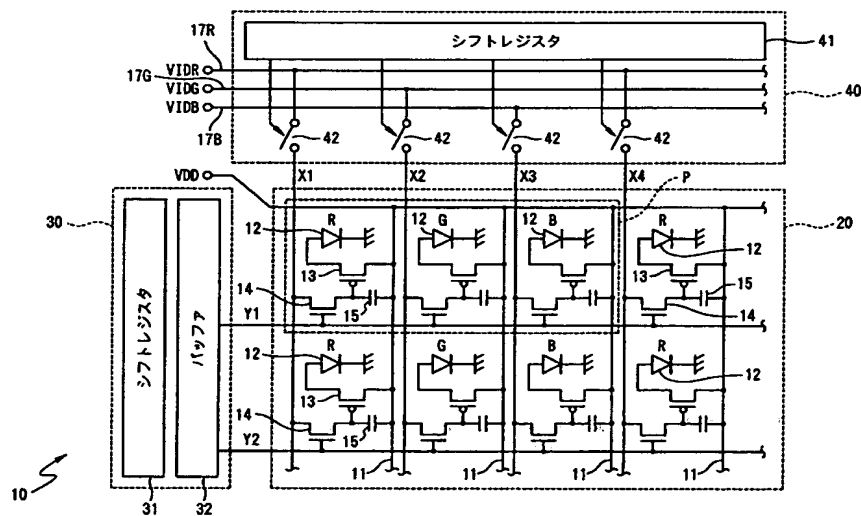 17R
シフトレジスタ
41
VIDR
17G
VIDG
40
VIDB
17B
42 42 42 42
VDD
X1 X2 X3 X4
P
30
20
R 12 G 12 B R
12
12
13 13
14
15 15
14
Y1
シフトレジスタ
バッファ
R G B R
12
12
13
14
15
Y2
11 11 11 11
10
31 32